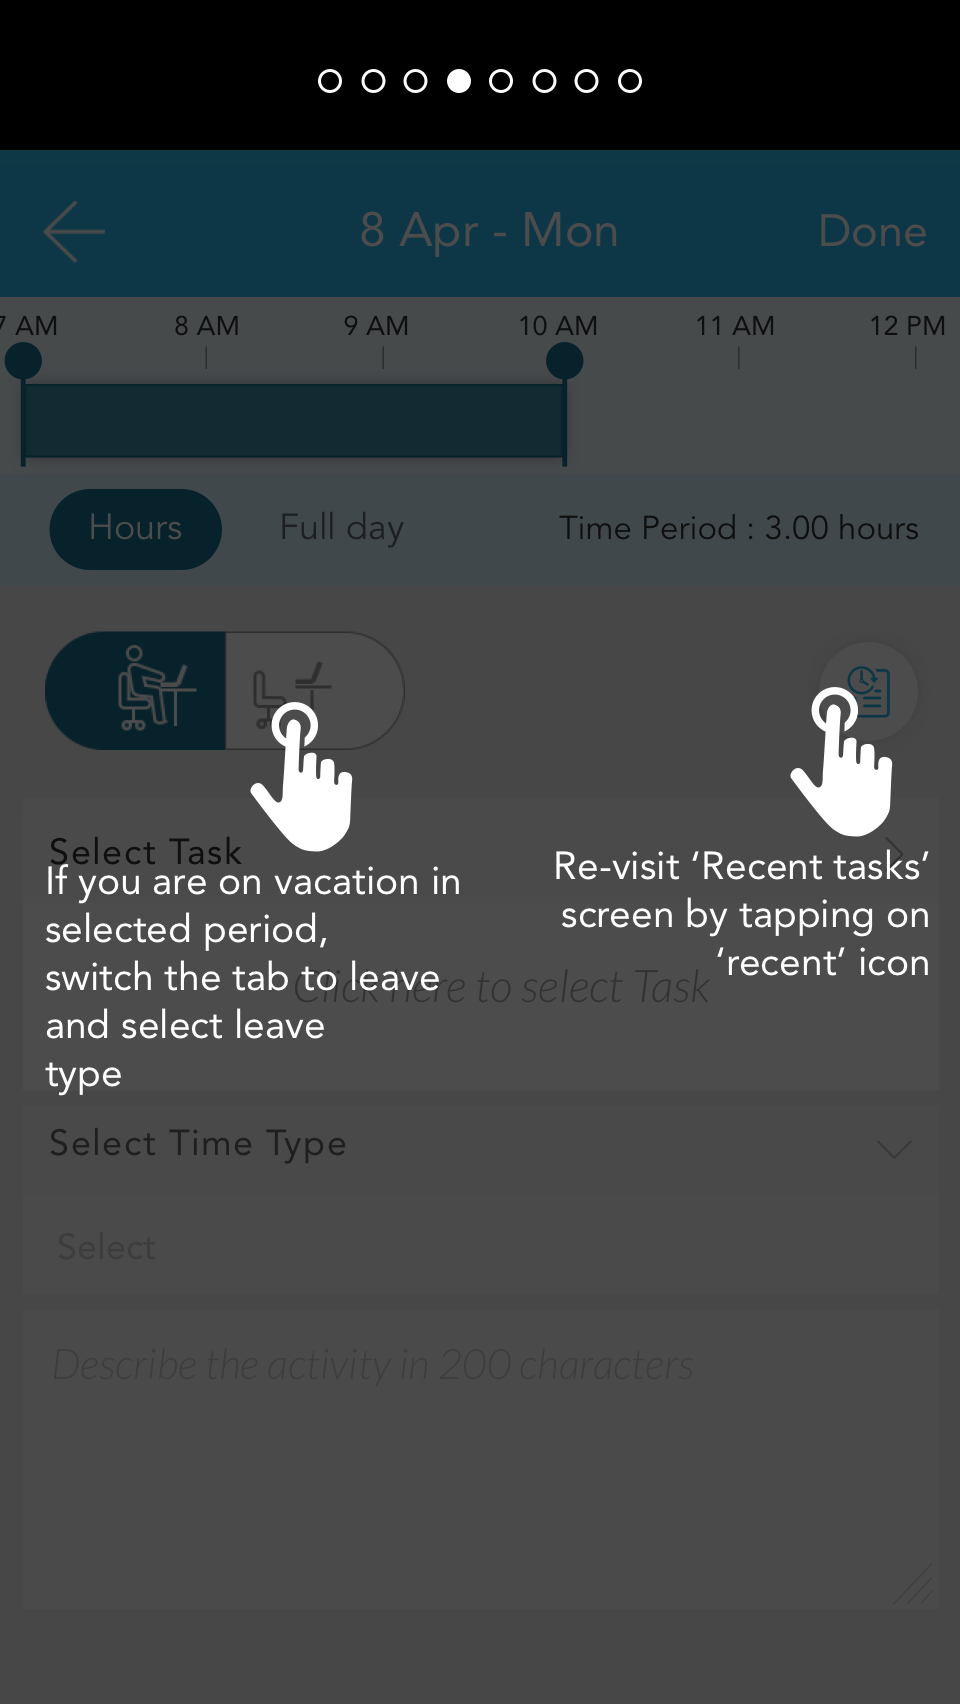 8 Apr - Mon
Done
7 AM
8 AM
9 AM
10 AM
11 AM
12 PM
Hours
Full day
Time Period : 3.00 hours
Select Task
If you are on vacation in
selected period,
switch the tab to leave
and select leave
type
Re-visit ‘Recent tasks’
screen by tapping on
‘recent’ icon
Click here to select Task
Select Time Type
Select
Describe the activity in 200 characters